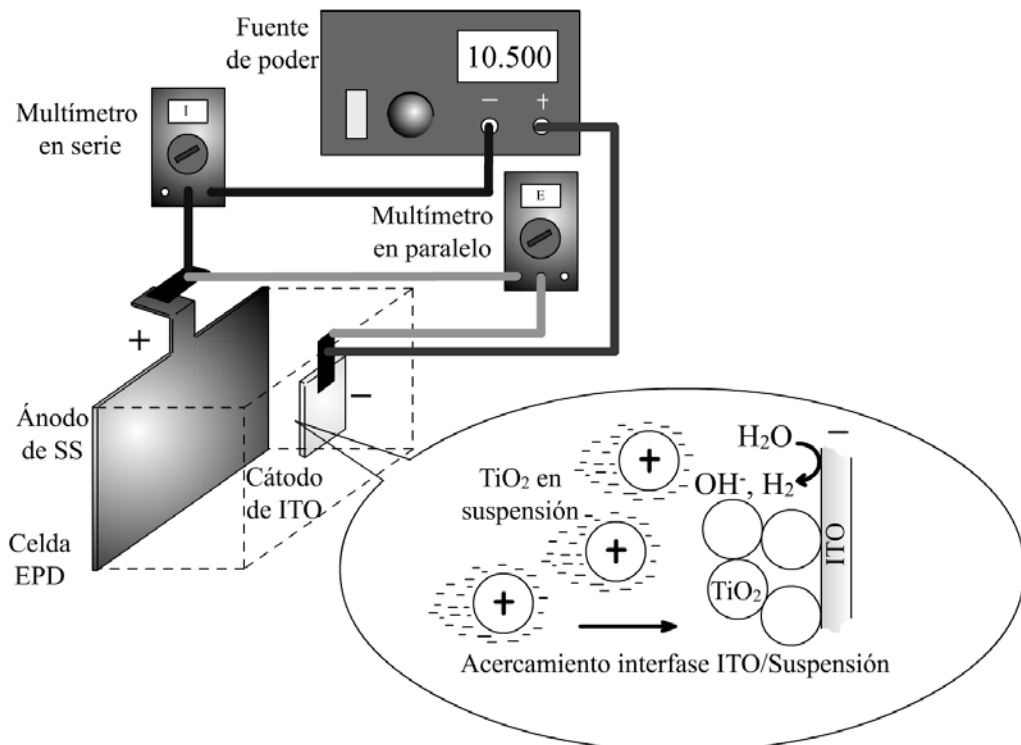 Fuente
de poder
10.500
− +
Multímetro
en serie
I
Multímetro
en paralelo
E
+
−
Ánodo
de SS
Cátodo
de ITO
Celda
EPD
TiO₂ en
suspensión
+
+
+
H₂O
−
OH⁻, H₂
ITO
TiO₂
Acercamiento interfase ITO/Suspensión